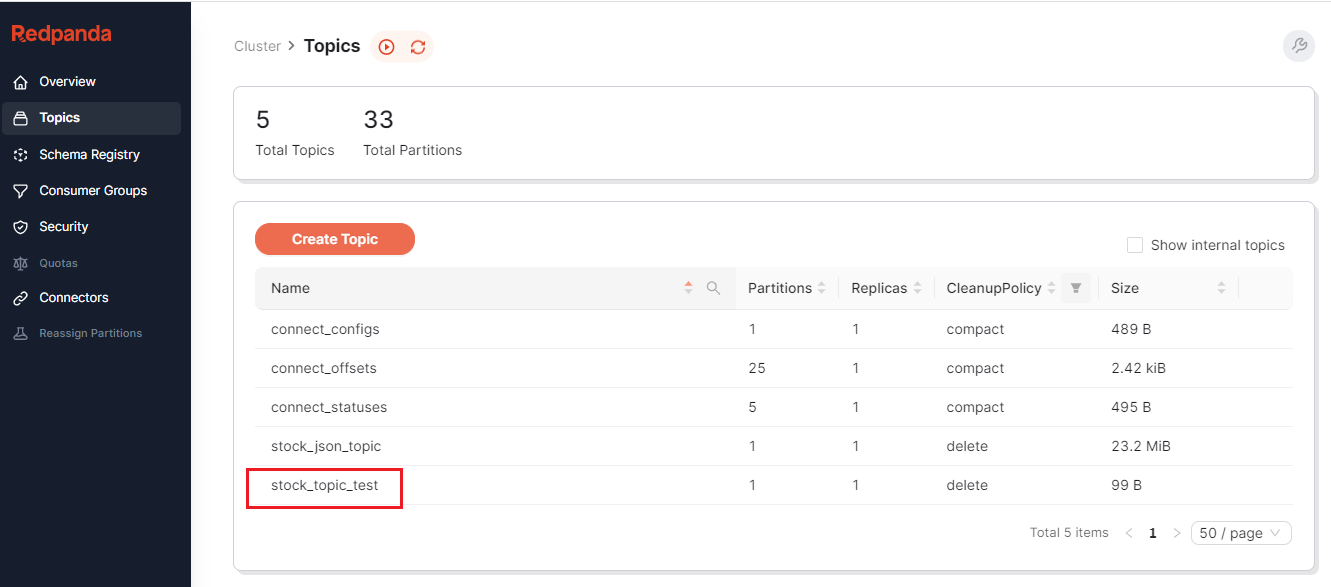 Redpanda
Overview
Topics
Schema Registry
Consumer Groups
Security
Quotas
Connectors
Reassign Partitions
Cluster > Topics
5 33
Total Topics Total Partitions
Create Topic
Show internal topics
Name Partitions Replicas CleanupPolicy Size
connect_configs 1 1 compact 489 B
connect_offsets 25 1 compact 2.42 kiB
connect_statuses 5 1 compact 495 B
stock_json_topic 1 1 delete 23.2 MiB
stock_topic_test 1 1 delete 99 B
Total 5 items < 1 > 50 / page